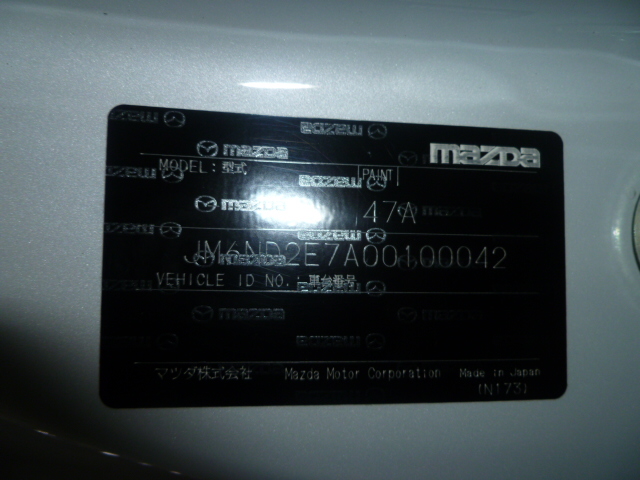 mazda
MODEL: 型式 PAINT
47A
JM6ND2E7A00100042
VEHICLE ID NO.: 車台番号
マツダ株式会社 Mazda Motor Corporation Made in Japan
(N173)